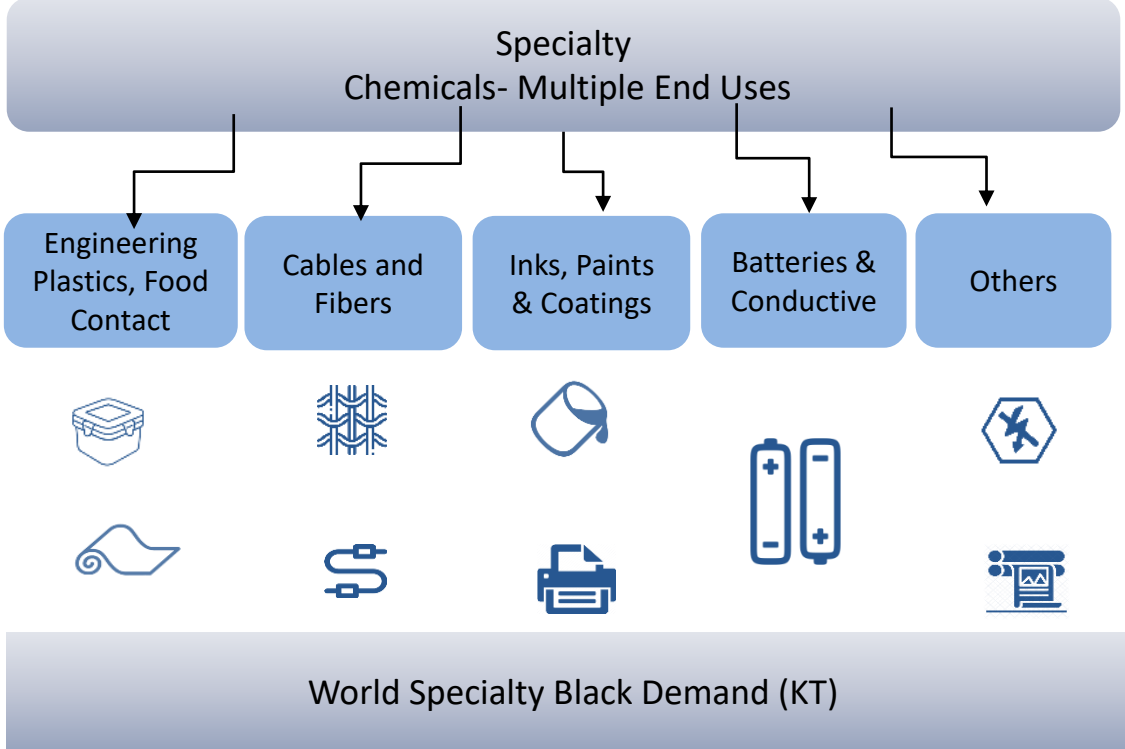 Specialty
Chemicals- Multiple End Uses
Engineering
Plastics, Food
Contact
Cables and
Fibers
Inks, Paints
& Coatings
Batteries &
Conductive
Others
World Specialty Black Demand (KT)